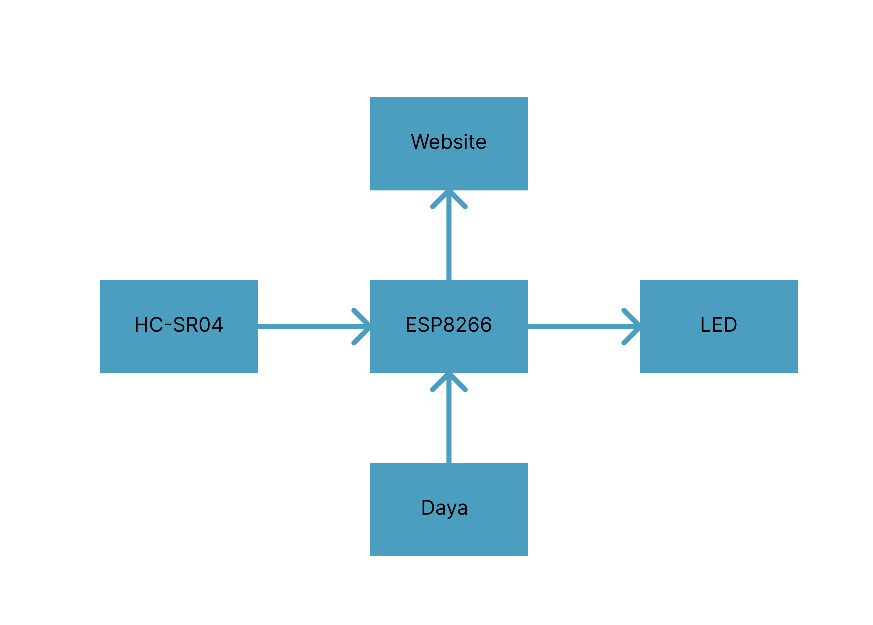 Website
HC-SR04
ESP8266
LED
Daya